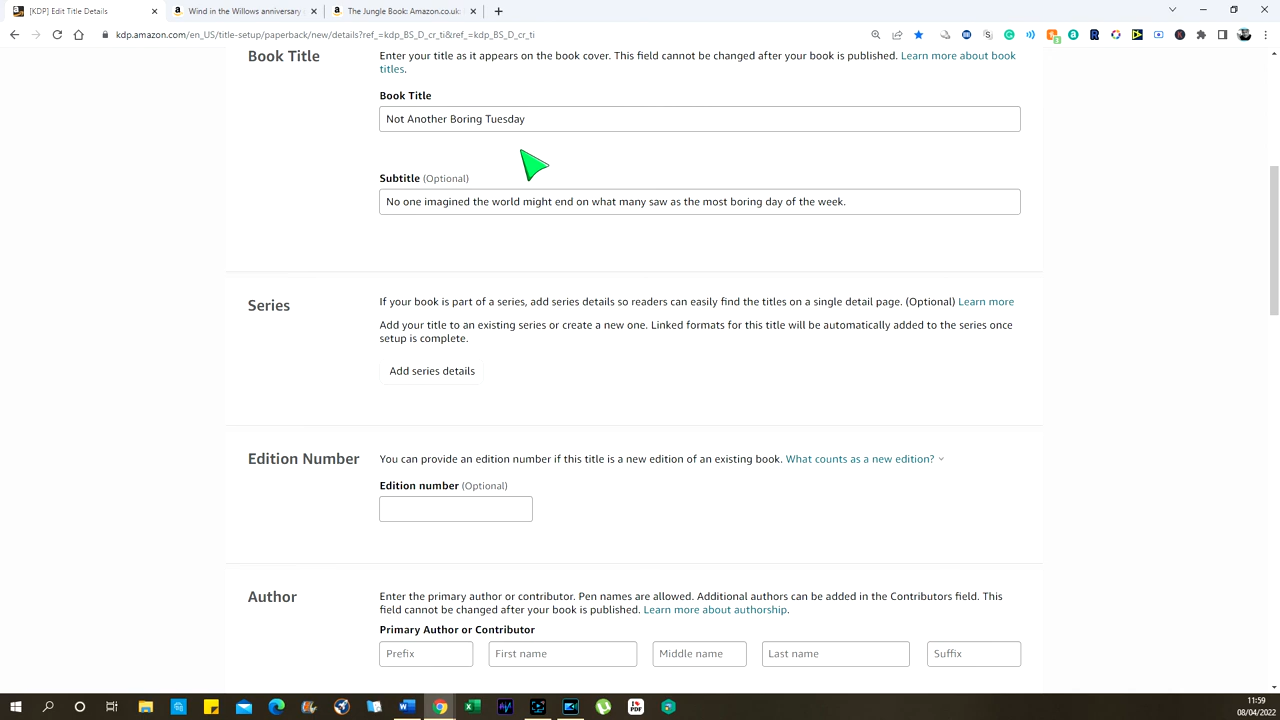 [KDP] Edit Title Details
Wind in the Willows anniversary
The Jungle Book: Amazon.co.uk:
kdp.amazon.com/en_US/title-setup/paperback/new/details?ref_=kdp_BS_D_cr_ti&ref=kdp_BS_D_cr_ti
Book Title
Enter your title as it appears on the book cover. This field cannot be changed after your book is published. Learn more about book
titles.
Book Title
Not Another Boring Tuesday
Subtitle (Optional)
No one imagined the world might end on what many saw as the most boring day of the week.
Series
If your book is part of a series, add series details so readers can easily find the titles on a single detail page. (Optional) Learn more
Add your title to an existing series or create a new one. Linked formats for this title will be automatically added to the series once
setup is complete.
Add series details
Edition Number
You can provide an edition number if this title is a new edition of an existing book. What counts as a new edition?
Edition number (Optional)
Author
Enter the primary author or contributor. Pen names are allowed. Additional authors can be added in the Contributors field. This
field cannot be changed after your book is published. Learn more about authorship.
Primary Author or Contributor
Prefix
First name
Middle name
Last name
Suffix
11:59
08/04/2022